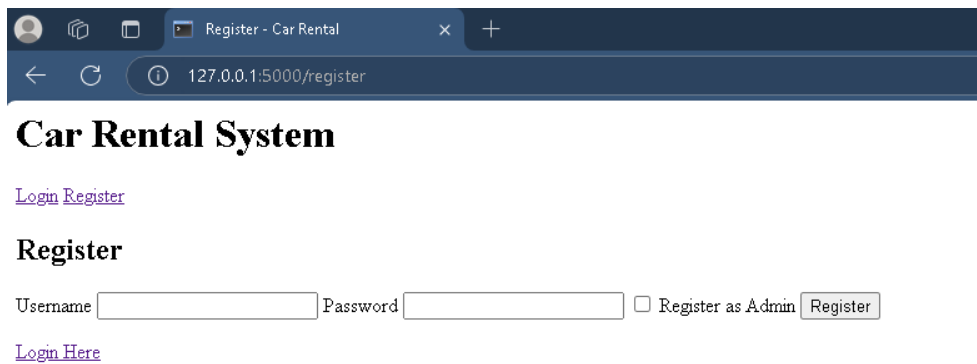 Register - Car Rental
127.0.0.1:5000/register
Car Rental System
Login Register
Register
Username Password Register as Admin Register
Login Here